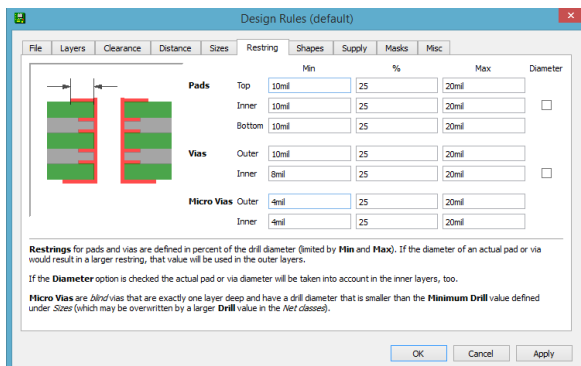 Design Rules (default)
File Layers Clearance Distance Sizes Restring Shapes Supply Masks Misc
Min % Max Diameter
Pads Top 10mil 25 20mil
Inner 10mil 25 20mil
Bottom 10mil 25 20mil
Vias Outer 10mil 25 20mil
Inner 8mil 25 20mil
Micro Vias Outer 4mil 25 20mil
Inner 4mil 25 20mil
Restrings for pads and vias are defined in percent of the drill diameter (limited by Min and Max). If the diameter of an actual pad or via
would result in a larger restring, that value will be used in the outer layers.
If the Diameter option is checked the actual pad or via diameter will be taken into account in the inner layers, too.
Micro Vias are blind vias that are exactly one layer deep and have a drill diameter that is smaller than the Minimum Drill value defined
under Sizes (which may be overwritten by a larger Drill value in the Net classes).
OK Cancel Apply